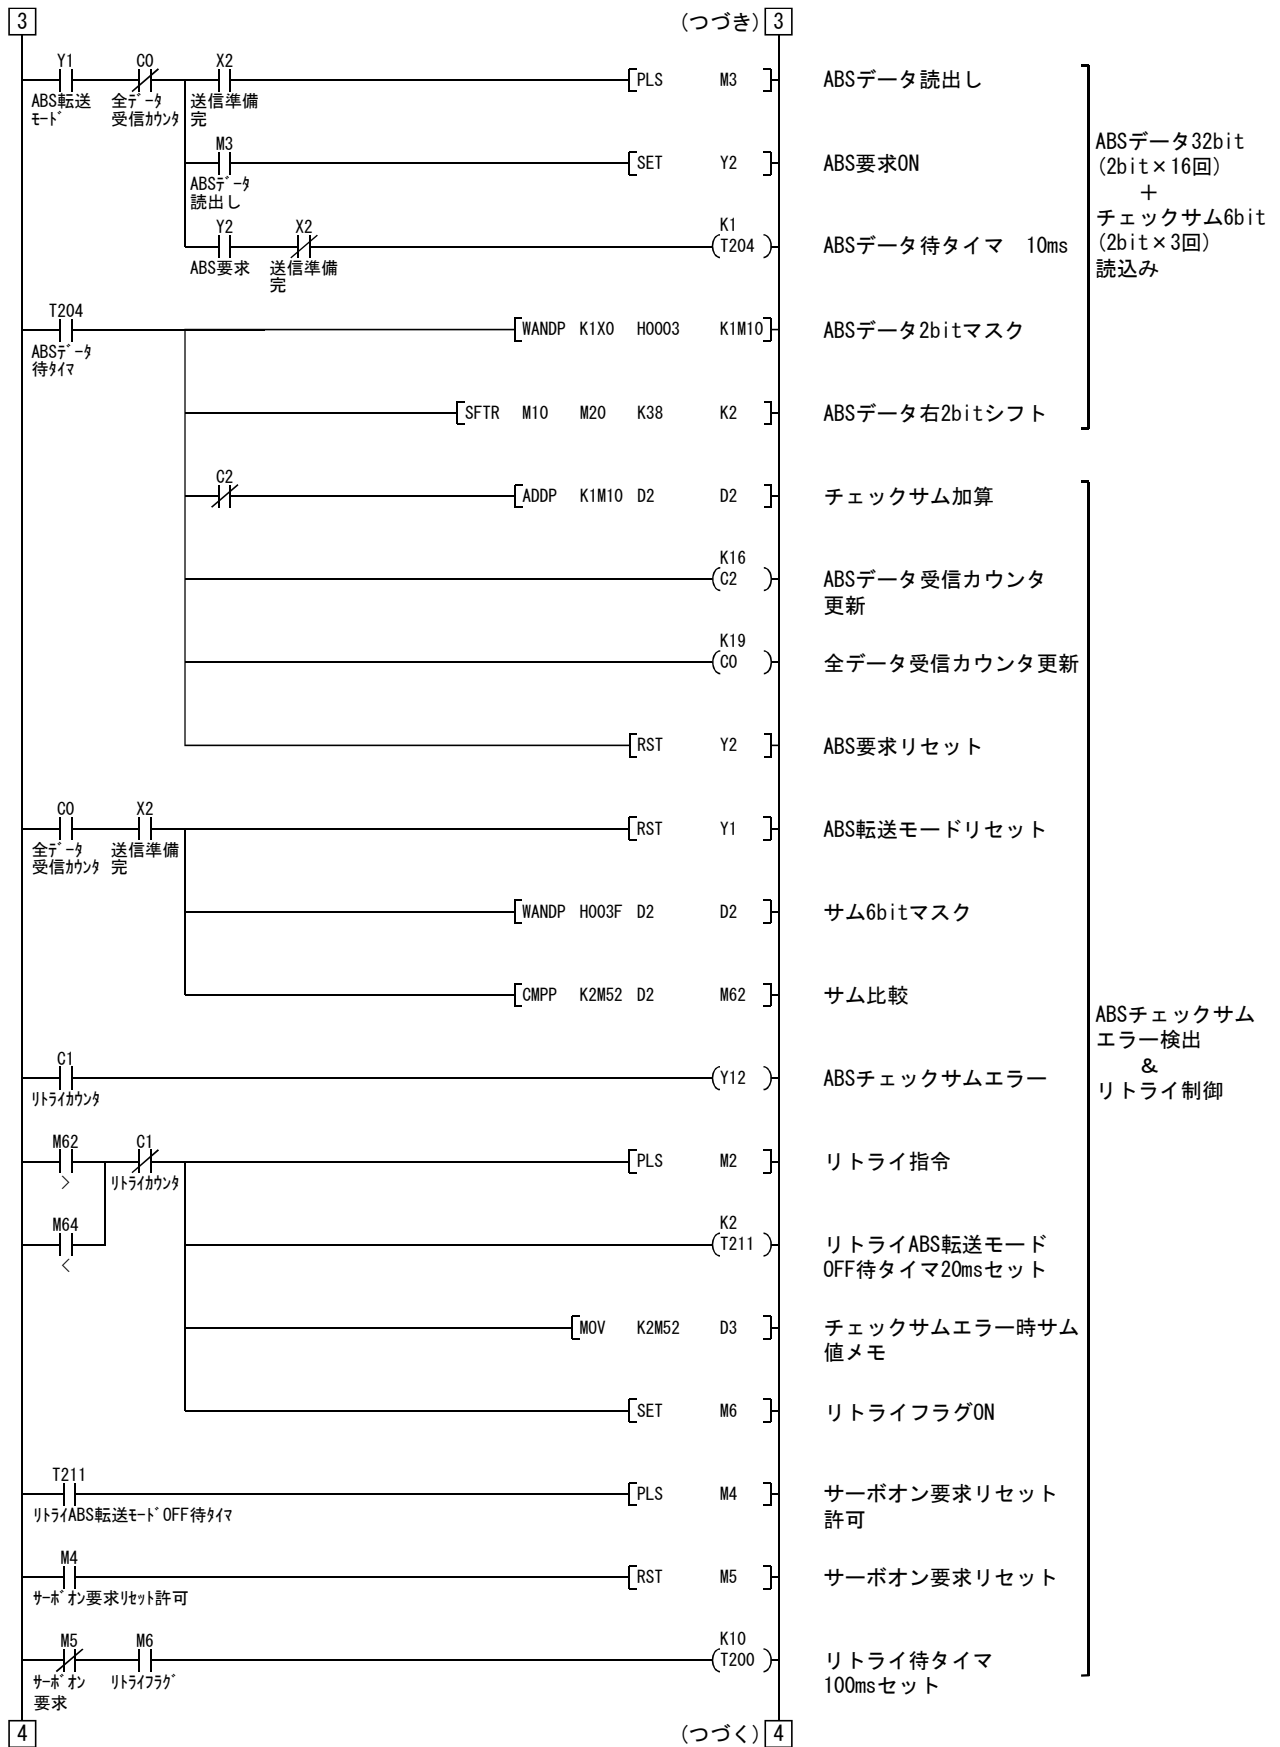 3 (つづき) 3
Y1 C0 X2
[PLS M3 ] ABSデータ読出し
ABS転送 全データ 送信準備
モード 受信カウンタ 完
M3
[SET Y2 ] ABS要求ON
ABSデータ
読出し
Y2 X2 K1
(T204 ) ABSデータ待タイマ 10ms
ABS要求 送信準備
完
ABSデータ32bit
(2bit×16回)
+
チェックサム6bit
(2bit×3回)
読込み
T204
[WANDP K1X0 H0003 K1M10] ABSデータ2bitマスク
ABSデータ
待タイマ
[SFTR M10 M20 K38 K2 ] ABSデータ右2bitシフト
C2
[ADDP K1M10 D2 D2 ] チェックサム加算
K16
(C2 ) ABSデータ受信カウンタ
更新
K19
(C0 ) 全データ受信カウンタ更新
[RST Y2 ] ABS要求リセット
C0 X2
[RST Y1 ] ABS転送モードリセット
全データ 送信準備
受信カウンタ 完
[WANDP H003F D2 D2 ] サム6bitマスク
[CMPP K2M52 D2 M62 ] サム比較
ABSチェックサム
エラー検出
&
リトライ制御
C1
(Y12 ) ABSチェックサムエラー
リトライカウンタ
M62 C1
[PLS M2 ] リトライ指令
> リトライカウンタ
M64 K2
(T211 ) リトライABS転送モード
< OFF待タイマ20msセット
[MOV K2M52 D3 ] チェックサムエラー時サム
値メモ
[SET M6 ] リトライフラグON
T211
[PLS M4 ] サーボオン要求リセット
リトライABS転送モードOFF待タイマ 許可
M4
[RST M5 ] サーボオン要求リセット
サーボオン要求リセット許可
M5 M6 K10
(T200 ) リトライ待タイマ
サーボオン リトライフラグ 100msセット
要求
4 (つづく) 4